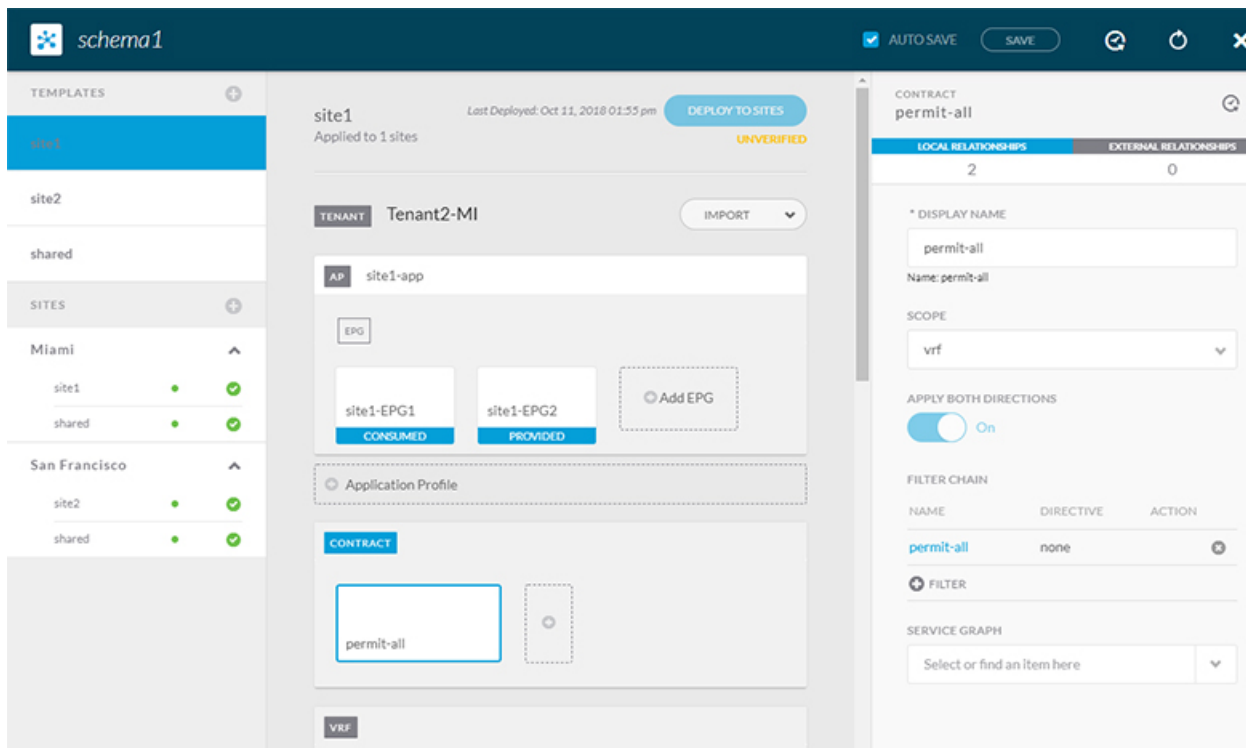 schema1
AUTO SAVE
SAVE
TEMPLATES
site1
site2
shared
SITES
Miami
site1
shared
San Francisco
site2
shared
site1
Last Deployed: Oct 11, 2018 01:55 pm
DEPLOY TO SITES
Applied to 1 sites
UNVERIFIED
TENANT
Tenant2-MI
IMPORT
AP
site1-app
EPG
site1-EPG1
CONSUMED
site1-EPG2
PROVIDED
Add EPG
Application Profile
CONTRACT
permit-all
VRF
CONTRACT
permit-all
LOCAL RELATIONSHIPS
EXTERNAL RELATIONSHIPS
2
0
* DISPLAY NAME
permit-all
Name: permit-all
SCOPE
vrf
APPLY BOTH DIRECTIONS
On
FILTER CHAIN
NAME DIRECTIVE ACTION
permit-all none
FILTER
SERVICE GRAPH
Select or find an item here